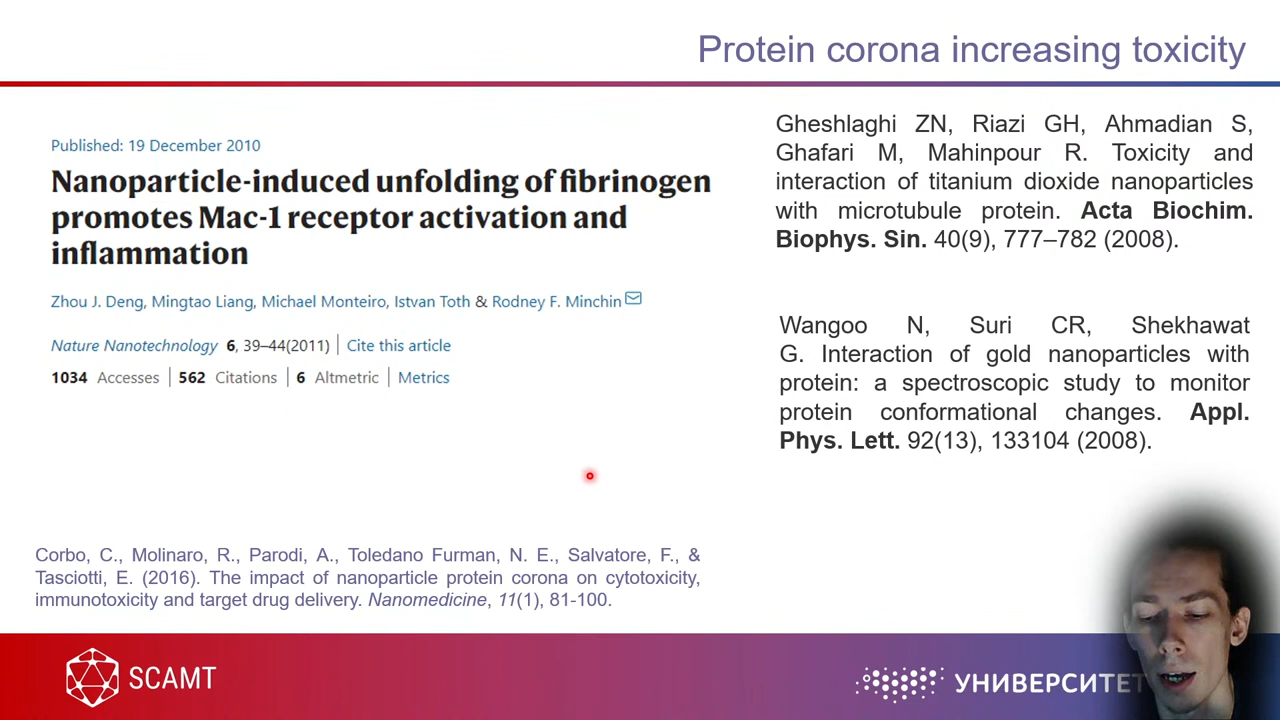 Protein corona increasing toxicity
Published: 19 December 2010
Nanoparticle-induced unfolding of fibrinogen
promotes Mac-1 receptor activation and
inflammation
Zhou J. Deng, Mingtao Liang, Michael Monteiro, Istvan Toth & Rodney F. Minchin
Nature Nanotechnology 6, 39–44(2011) | Cite this article
1034 Accesses | 562 Citations | 6 Altmetric | Metrics
Gheshlaghi ZN, Riazi GH, Ahmadian S,
Ghafari M, Mahinpour R. Toxicity and
interaction of titanium dioxide nanoparticles
with microtubule protein. Acta Biochim.
Biophys. Sin. 40(9), 777–782 (2008).
Wangoo N, Suri CR, Shekhawat
G. Interaction of gold nanoparticles with
protein: a spectroscopic study to monitor
protein conformational changes. Appl.
Phys. Lett. 92(13), 133104 (2008).
Corbo, C., Molinaro, R., Parodi, A., Toledano Furman, N. E., Salvatore, F., &
Tasciotti, E. (2016). The impact of nanoparticle protein corona on cytotoxicity,
immunotoxicity and target drug delivery. Nanomedicine, 11(1), 81-100.
SCAMT
УНИВЕРСИТЕТ